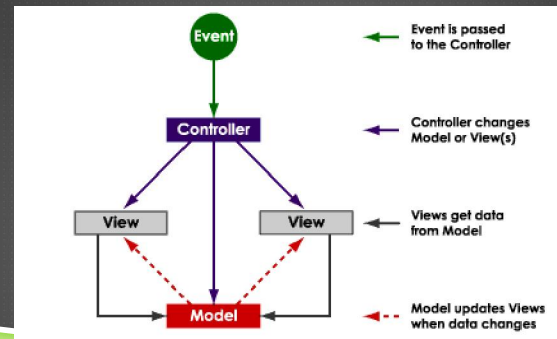 Event
Event is passed
to the Controller
Controller
Controller changes
Model or View(s)
View
View
Views get data
from Model
Model
Model updates Views
when data changes